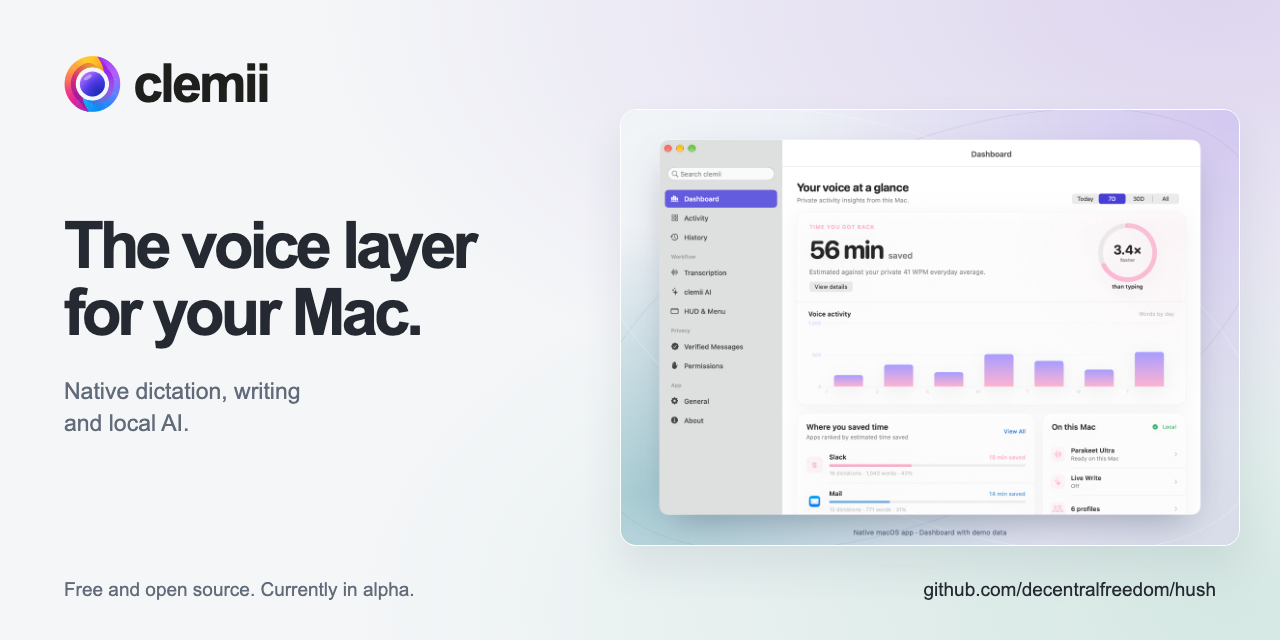 clemii
The voice layer
for your Mac.
Native dictation, writing
and local AI.
Free and open source. Currently in alpha.
Search clemii
Dashboard
Activity
History
Workflow
Transcription
clemii AI
HUD & Menu
Privacy
Verified Messages
Permissions
App
General
About
Dashboard
Your voice at a glance
Private activity insights from this Mac.
Today 7D 30D All
TIME YOU GOT BACK
56 min saved
Estimated against your private 41 WPM everyday average.
View details
3.4×
faster
than typing
Voice activity
Words by day
Where you saved time
Apps ranked by estimated time saved
View All
Slack
Mail
14 min saved
On this Mac
Local
Parakeet Ultra
Ready on this Mac
Live Write
Off
6 profiles
Native macOS app · Dashboard with demo data
github.com/decentralfreedom/hush